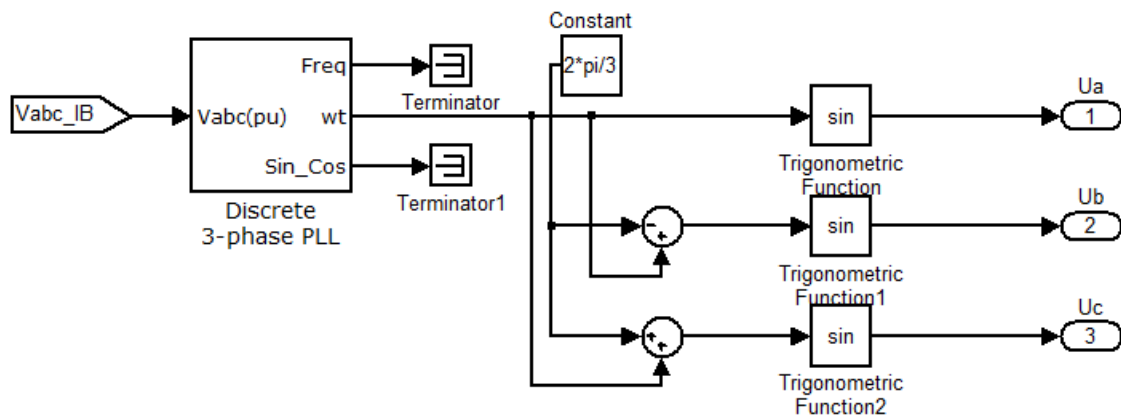 Constant
2*pi/3
Freq
Terminator
Vabc_IB
Vabc(pu)
wt
sin
Ua
1
Sin_Cos
Terminator1
Trigonometric
Function
Discrete
3-phase PLL
-
+
sin
Ub
2
Trigonometric
Function1
+
+
sin
Uc
3
Trigonometric
Function2